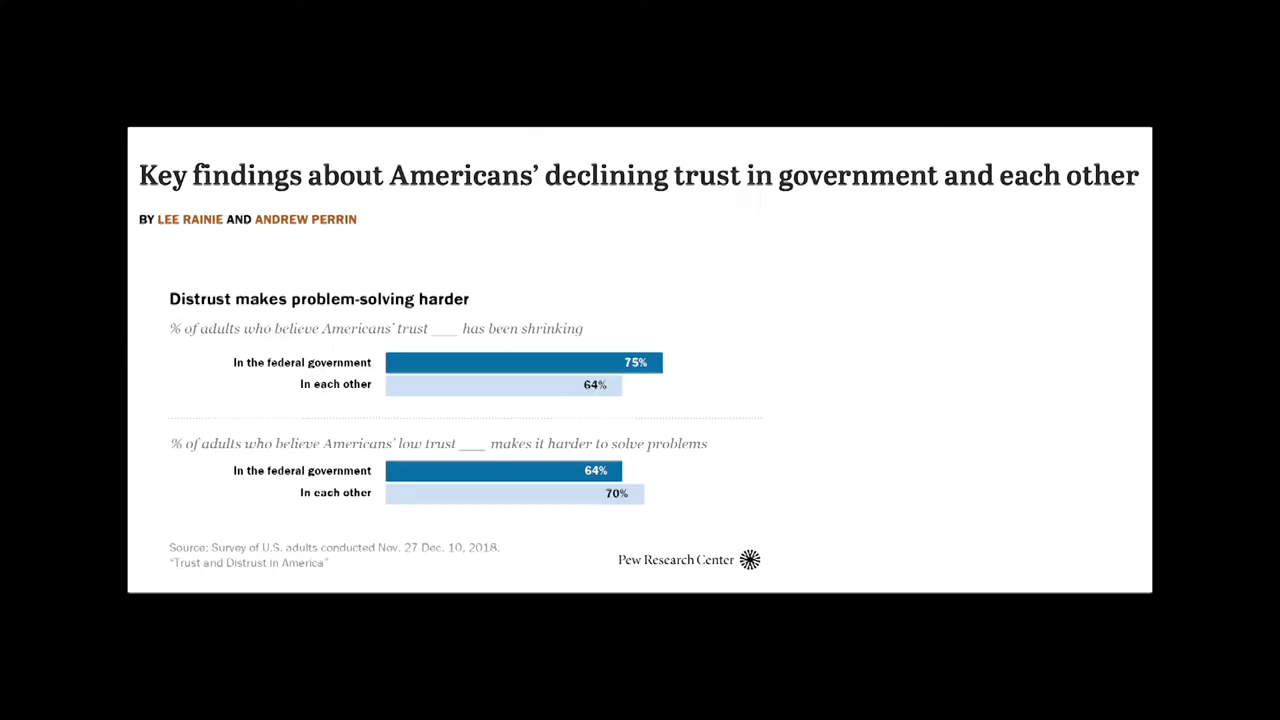 Key findings about Americans’ declining trust in government and each other
BY LEE RAINIE AND ANDREW PERRIN
Distrust makes problem-solving harder
% of adults who believe Americans’ trust ___ has been shrinking
In the federal government 75%
In each other 64%
% of adults who believe Americans’ low trust ___ makes it harder to solve problems
In the federal government 64%
In each other 70%
Source: Survey of U.S. adults conducted Nov. 27-Dec. 10, 2018.
“Trust and Distrust in America”
Pew Research Center